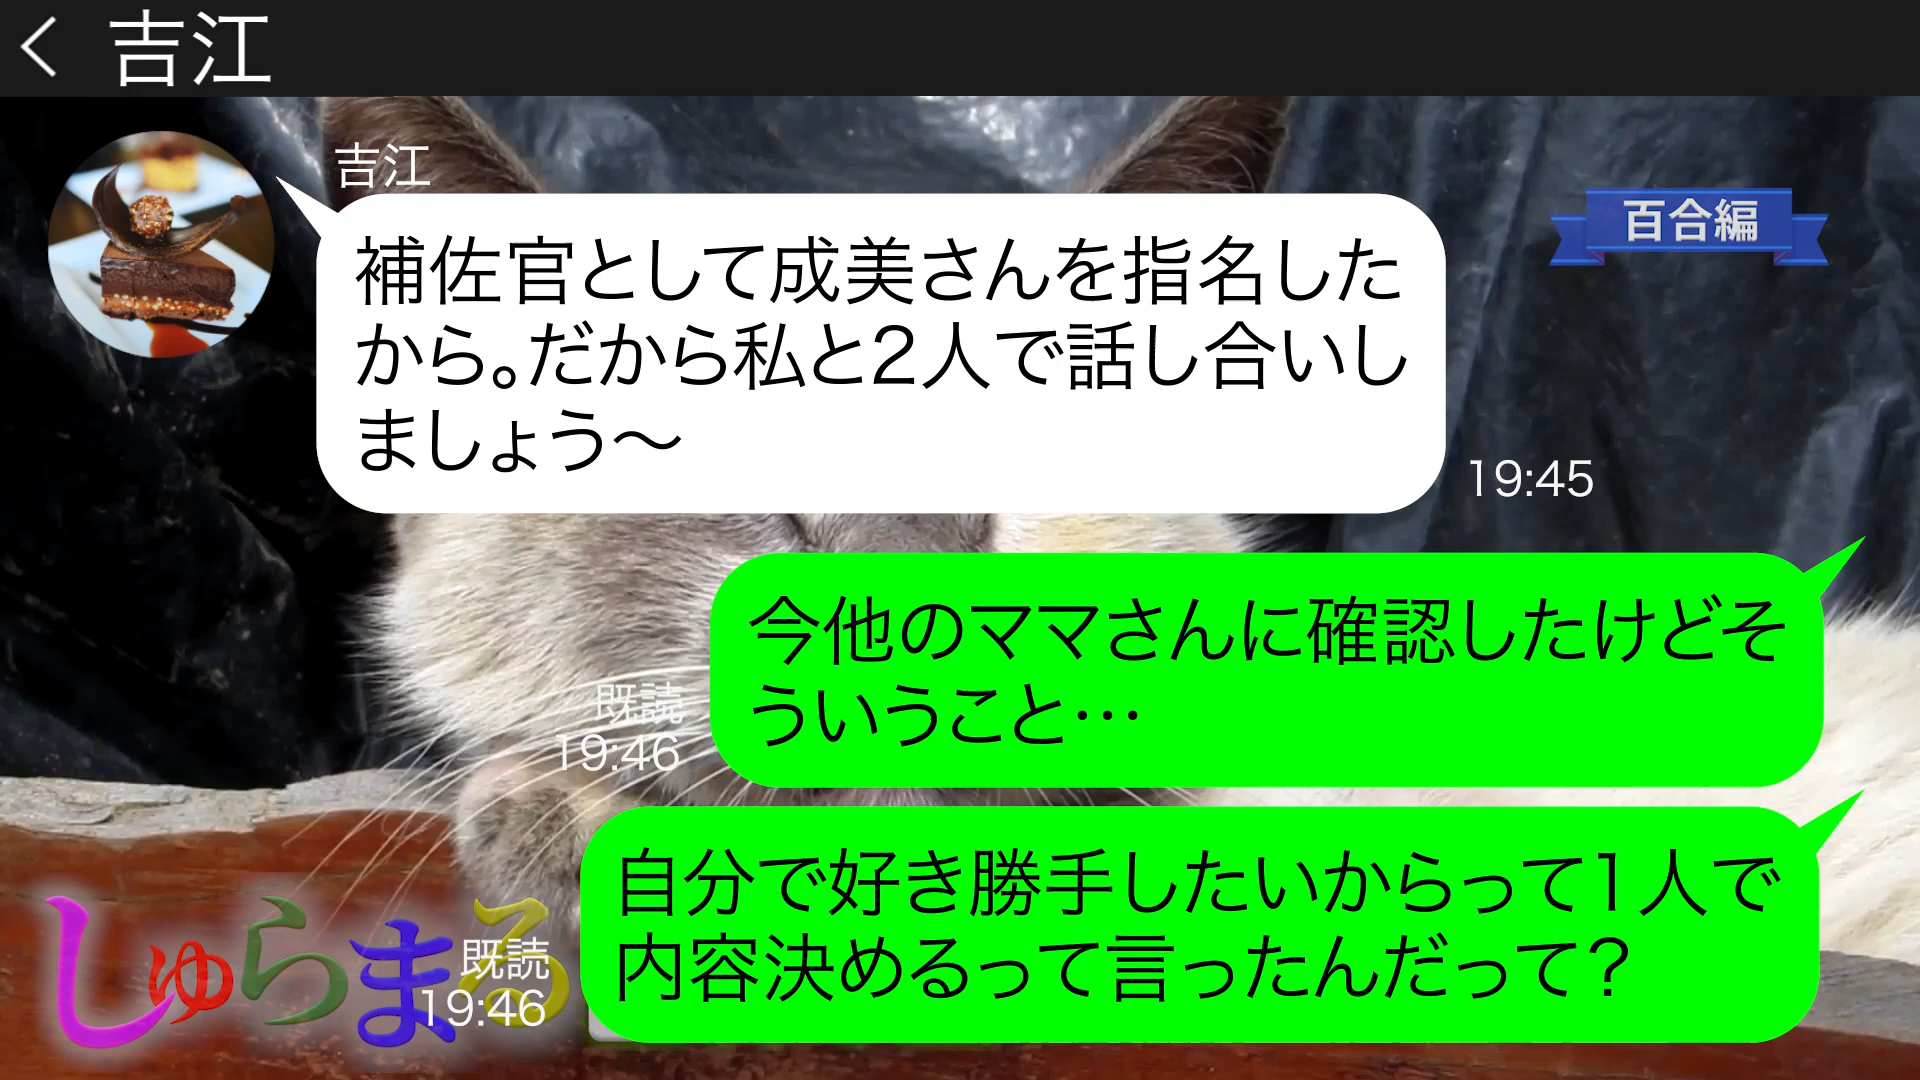 吉江
吉江
百合編
補佐官として成美さんを指名した
から。だから私と2人で話し合いし
ましょう〜
19:45
今他のママさんに確認したけどそ
ういうこと…
既読
19:46
自分で好き勝手したいからって1人で
内容決めるって言ったんだって？
既読
19:46
しゅらまる